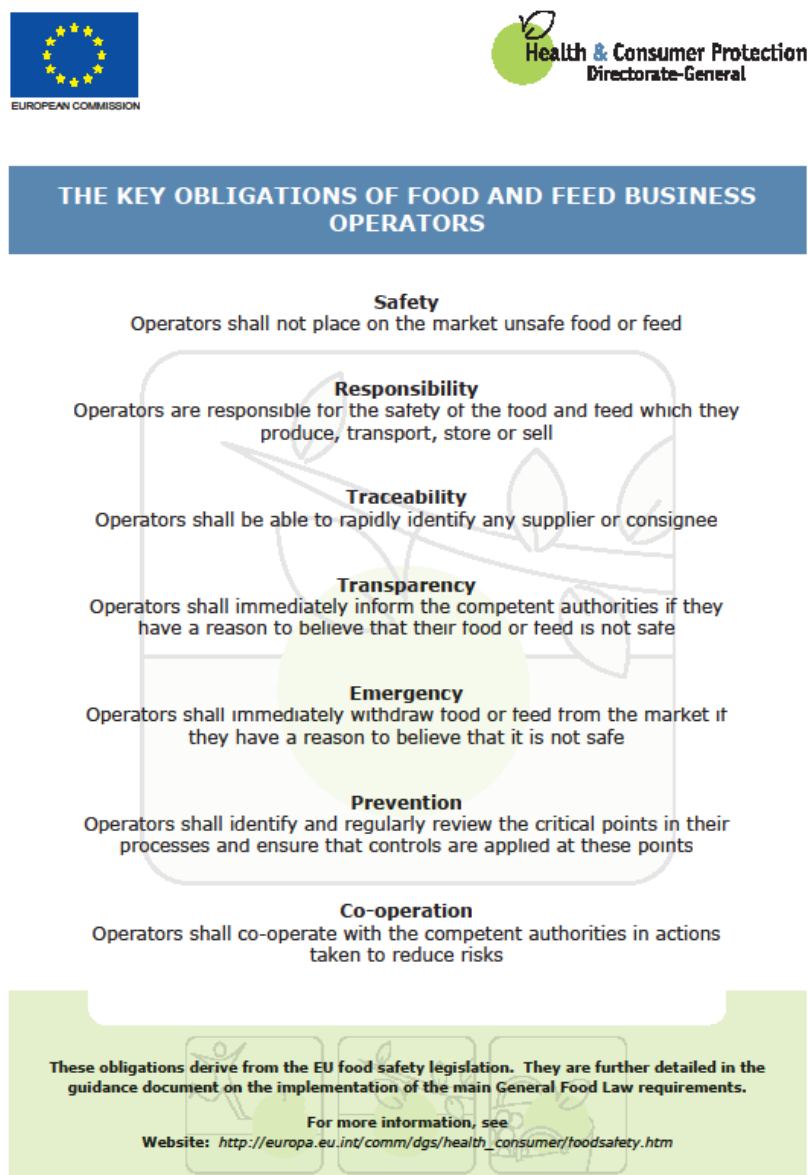 EUROPEAN COMMISSION
Health & Consumer Protection
Directorate-General
THE KEY OBLIGATIONS OF FOOD AND FEED BUSINESS
OPERATORS
Safety
Operators shall not place on the market unsafe food or feed
Responsibility
Operators are responsible for the safety of the food and feed which they
produce, transport, store or sell
Traceability
Operators shall be able to rapidly identify any supplier or consignee
Transparency
Operators shall immediately inform the competent authorities if they
have a reason to believe that their food or feed is not safe
Emergency
Operators shall immediately withdraw food or feed from the market if
they have a reason to believe that it is not safe
Prevention
Operators shall identify and regularly review the critical points in their
processes and ensure that controls are applied at these points
Co-operation
Operators shall co-operate with the competent authorities in actions
taken to reduce risks
These obligations derive from the EU food safety legislation. They are further detailed in the
guidance document on the implementation of the main General Food Law requirements.
For more information, see
Website: http://europa.eu.int/comm/dgs/health_consumer/foodsafety.htm